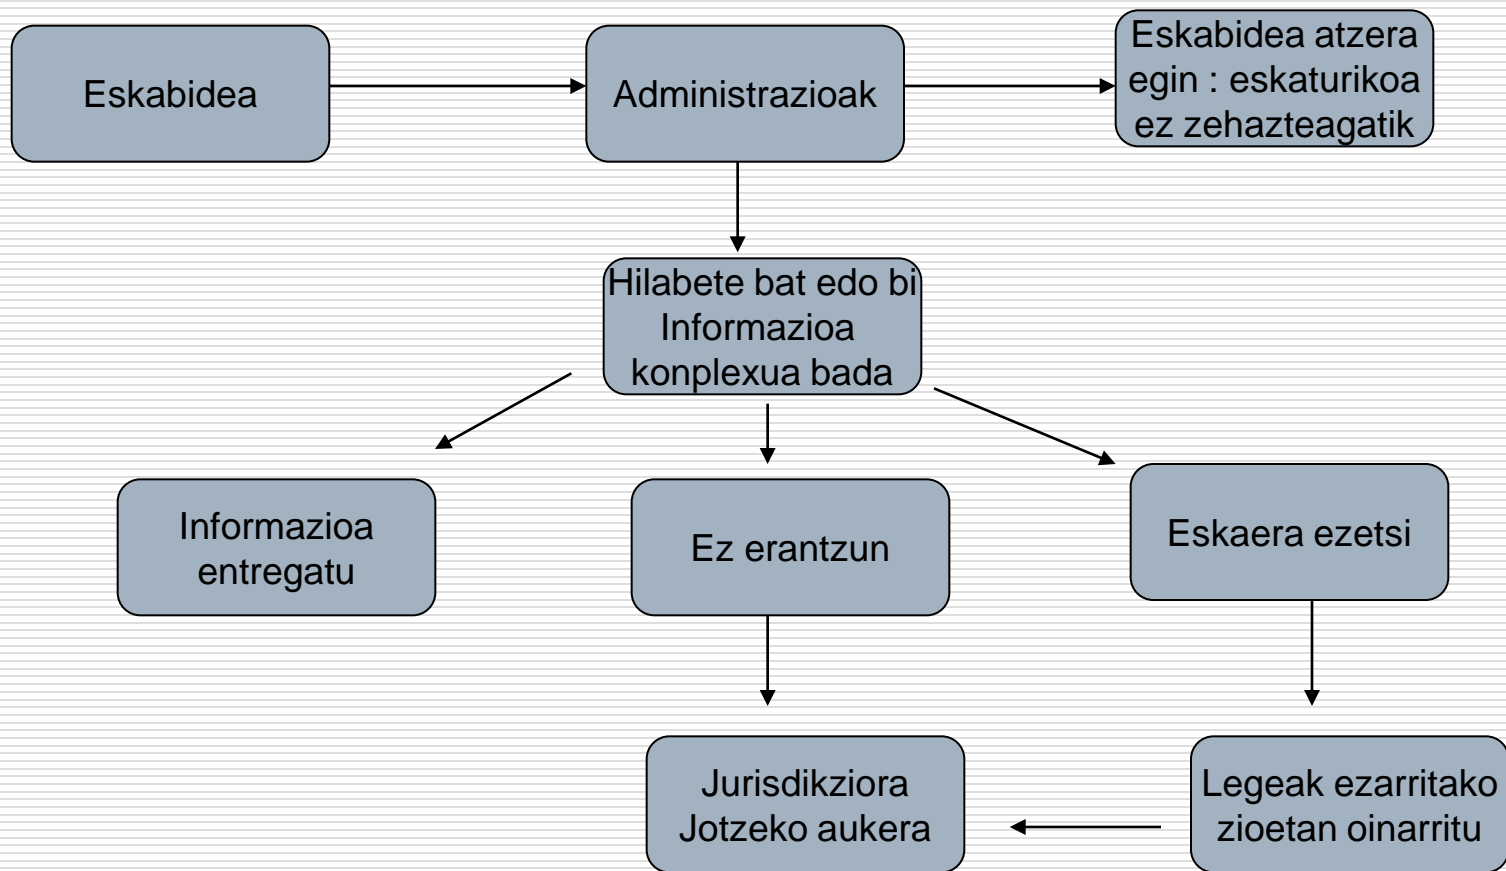 Eskabidea
Administrazioak
Eskabidea atzera
egin : eskaturikoa
ez zehazteagatik
Hilabete bat edo bi
Informazioa
konplexua bada
Informazioa
entregatu
Ez erantzun
Eskaera ezetsi
Jurisdikziora
Jotzeko aukera
Legeak ezarritako
zioetan oinarritu